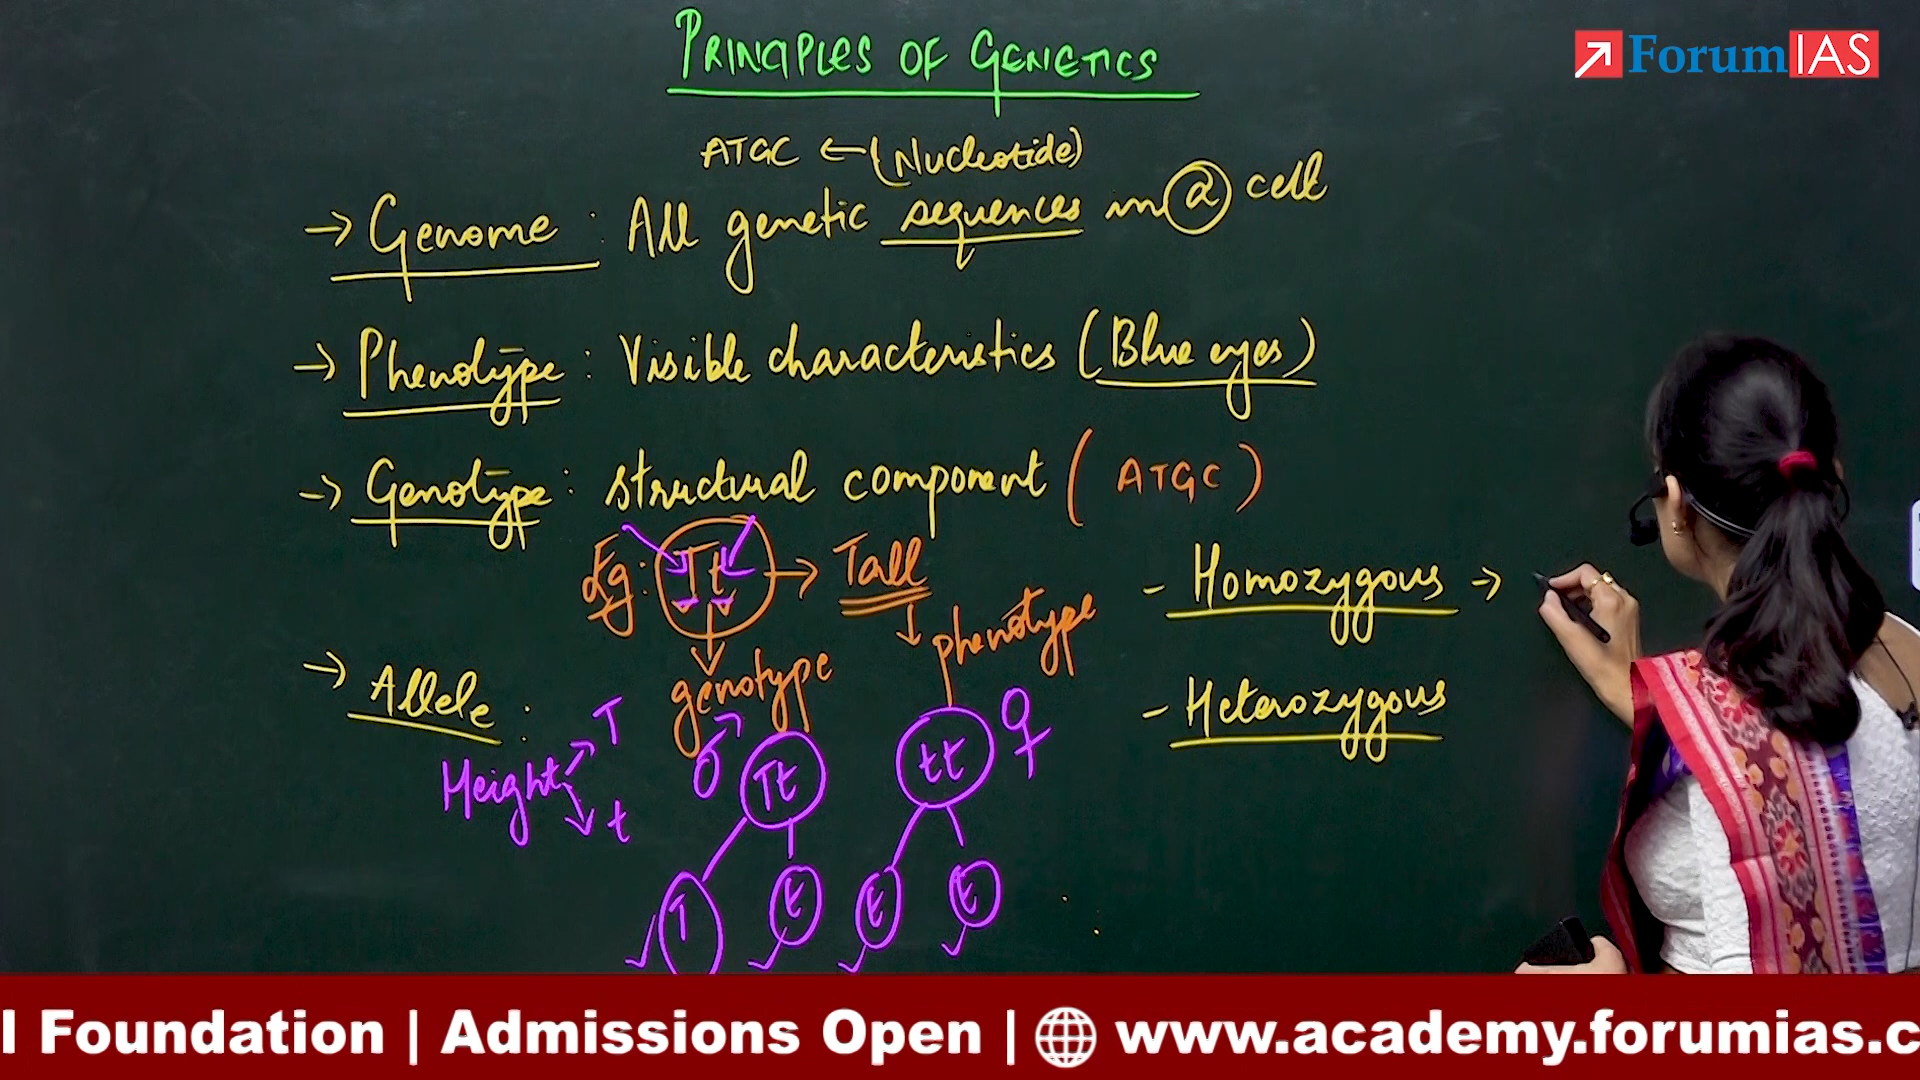 PRINCIPLES OF GENETICS
ForumIAS
ATGC ← (Nucleotide)
→ Genome : All genetic sequences in a cell
→ Phenotype : Visible characteristics (Blue eyes)
→ Genotype : structural component ( ATGC )
Eg: Tt → Tall
genotype
phenotype
- Homozygous →
- Heterozygous
→ Allele :
Height
T
t
♂ Tt
tt ♀
T t t t
l Foundation | Admissions Open | www.academy.forumias.c